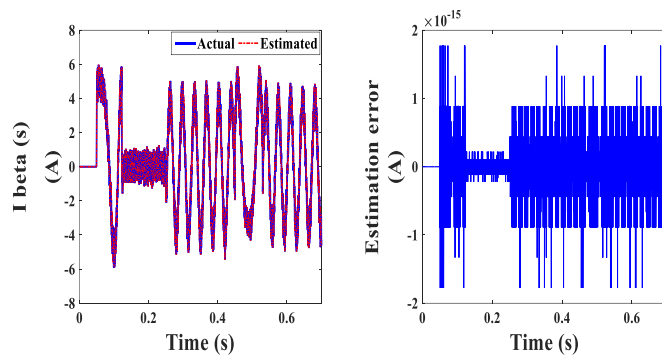 Actual
Estimated
8
6
4
2
0
-2
-4
-6
-8
0
0.2
0.4
0.6
Time (s)
I beta (s)
(A)
×10⁻¹⁵
2
1
0
-1
-2
0
0.2
0.4
0.6
Time (s)
Estimation error
(A)